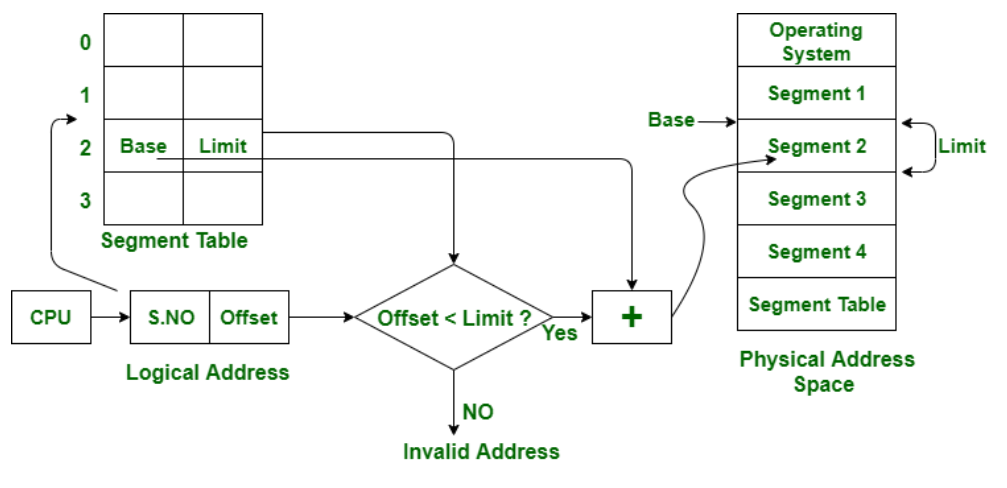 0
1
2
3
Base
Limit
Segment Table
CPU
S.NO
Offset
Logical Address
Offset < Limit ?
Yes
+
NO
Invalid Address
Operating
System
Segment 1
Base
Segment 2
Limit
Segment 3
Segment 4
Segment Table
Physical Address
Space